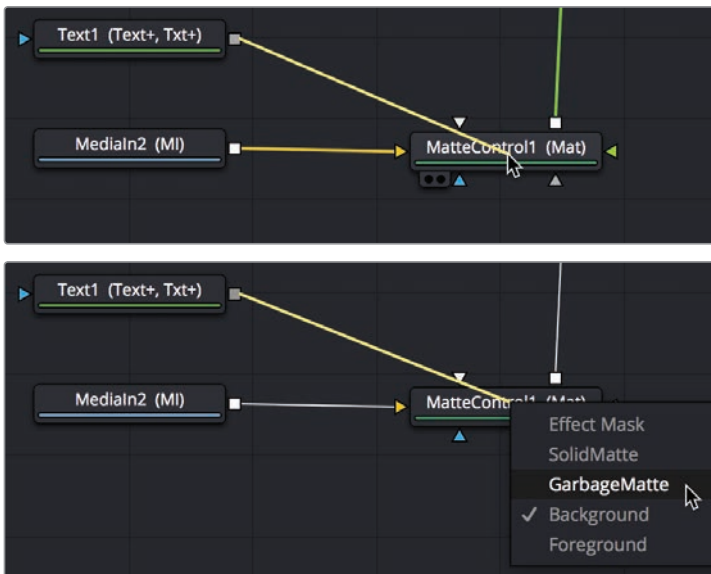 Text1 (Text+, Txt+)
MediaIn2 (MI)
MatteControl1 (Mat)
Text1 (Text+, Txt+)
MediaIn2 (MI)
MatteControl1 (Mat)
Effect Mask
SolidMatte
GarbageMatte
Background
Foreground